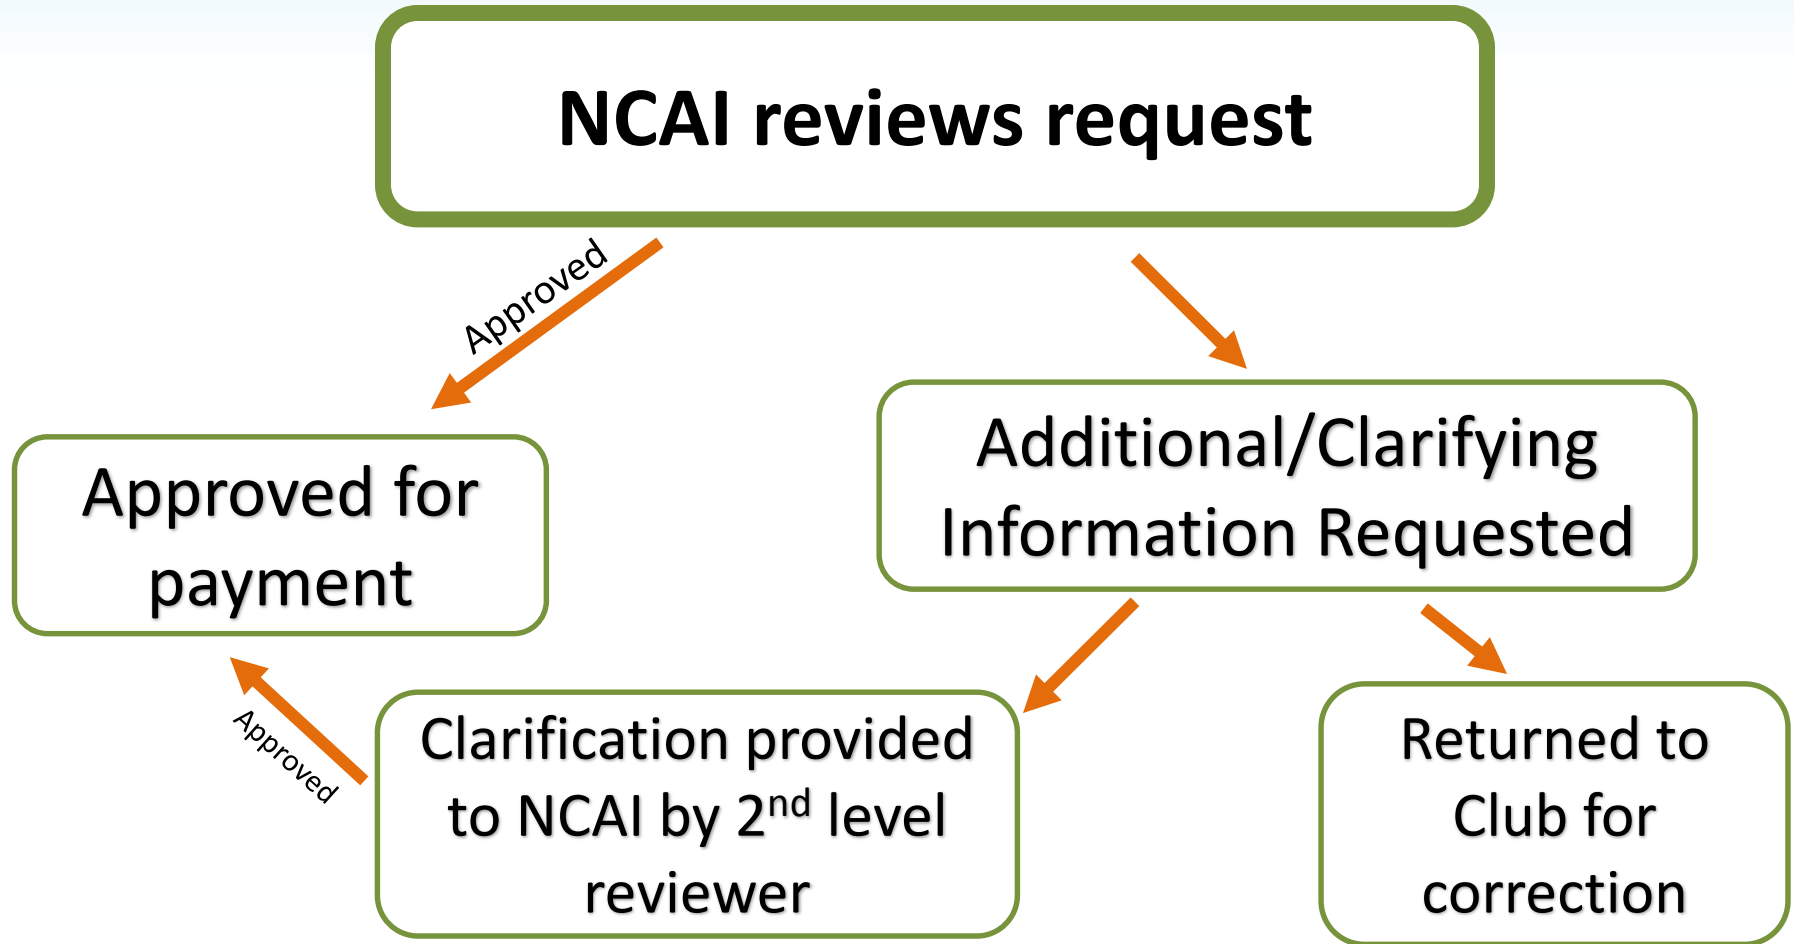 NCAI reviews request
Approved
Additional/Clarifying
Information Requested
Approved for
payment
Approved
Clarification provided
to NCAI by 2nd level
reviewer
Returned to
Club for
correction